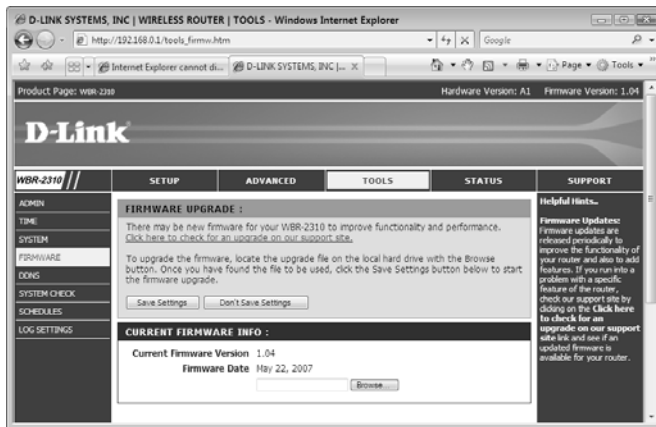 D-LINK SYSTEMS, INC | WIRELESS ROUTER | TOOLS - Windows Internet Explorer
http://192.168.0.1/tools_firmw.htm
Google
Internet Explorer cannot di...
D-LINK SYSTEMS, INC |... X
Page
Tools
Product Page: WBR-2310
Hardware Version: A1 Firmware Version: 1.04
D-Link
WBR-2310
SETUP
ADVANCED
TOOLS
STATUS
SUPPORT
ADMIN
TIME
SYSTEM
FIRMWARE
DDNS
SYSTEM CHECK
SCHEDULES
LOG SETTINGS
FIRMWARE UPGRADE :
There may be new firmware for your WBR-2310 to improve functionality and performance.
Click here to check for an upgrade on our support site.
To upgrade the firmware, locate the upgrade file on the local hard drive with the Browse
button. Once you have found the file to be used, click the Save Settings button below to start
the firmware upgrade.
Save Settings
Don't Save Settings
CURRENT FIRMWARE INFO :
Current Firmware Version 1.04
Firmware Date May 22, 2007
Browse...
Helpful Hints..
Firmware Updates:
Firmware updates are
released periodically to
improve the functionality of
your router and also to add
features. If you run into a
problem with a specific
feature of the router,
check our support site by
clicking on the Click here
to check for an
upgrade on our support
site link and see if an
updated firmware is
available for your router.